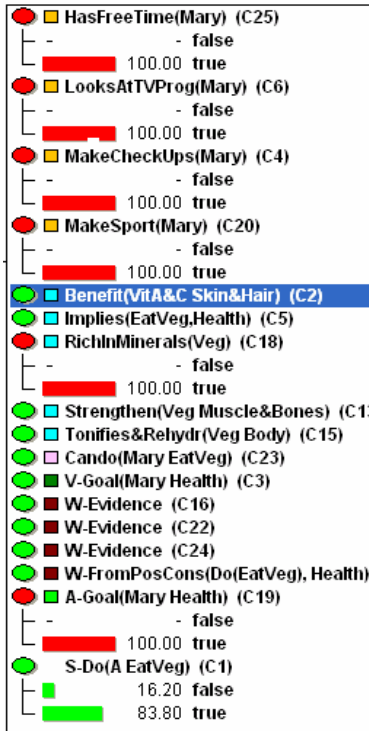 HasFreeTime(Mary) (C25)
- - false
100.00 true
LooksAtTVProg(Mary) (C6)
- - false
100.00 true
MakeCheckUps(Mary) (C4)
- - false
100.00 true
MakeSport(Mary) (C20)
- - false
100.00 true
Benefit(VitA&C Skin&Hair) (C2)
Implies(EatVeg,Health) (C5)
RichInMinerals(Veg) (C18)
- - false
100.00 true
Strengthen(Veg Muscle&Bones) (C13
Tonifies&Rehydr(Veg Body) (C15)
Cando(Mary EatVeg) (C23)
V-Goal(Mary Health) (C3)
W-Evidence (C16)
W-Evidence (C22)
W-Evidence (C24)
W-FromPosCons(Do(EatVeg), Health)
A-Goal(Mary Health) (C19)
- - false
100.00 true
S-Do(A EatVeg) (C1)
16.20 false
83.80 true